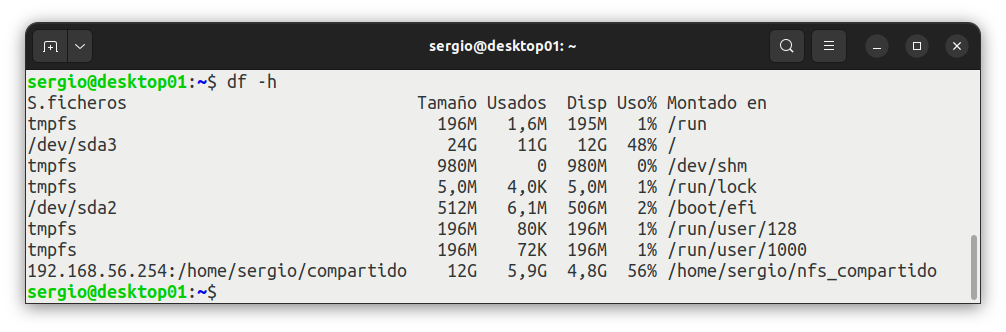 sergio@desktop01: ~
sergio@desktop01:~$ df -h
S.ficheros Tamaño Usados Disp Uso% Montado en
tmpfs 196M 1,6M 195M 1% /run
/dev/sda3 24G 11G 12G 48% /
tmpfs 980M 0 980M 0% /dev/shm
tmpfs 5,0M 4,0K 5,0M 1% /run/lock
/dev/sda2 512M 6,1M 506M 2% /boot/efi
tmpfs 196M 80K 196M 1% /run/user/128
tmpfs 196M 72K 196M 1% /run/user/1000
192.168.56.254:/home/sergio/compartido 12G 5,9G 4,8G 56% /home/sergio/nfs_compartido
sergio@desktop01:~$